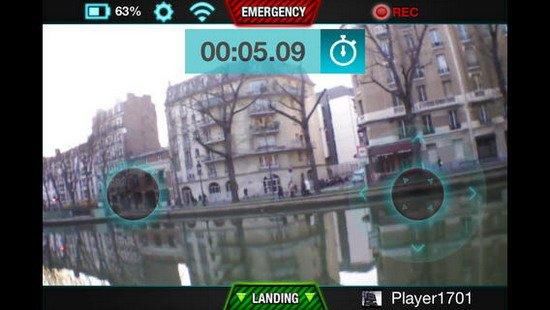 63%
EMERGENCY
REC
00:05.09
LANDING
Player1701